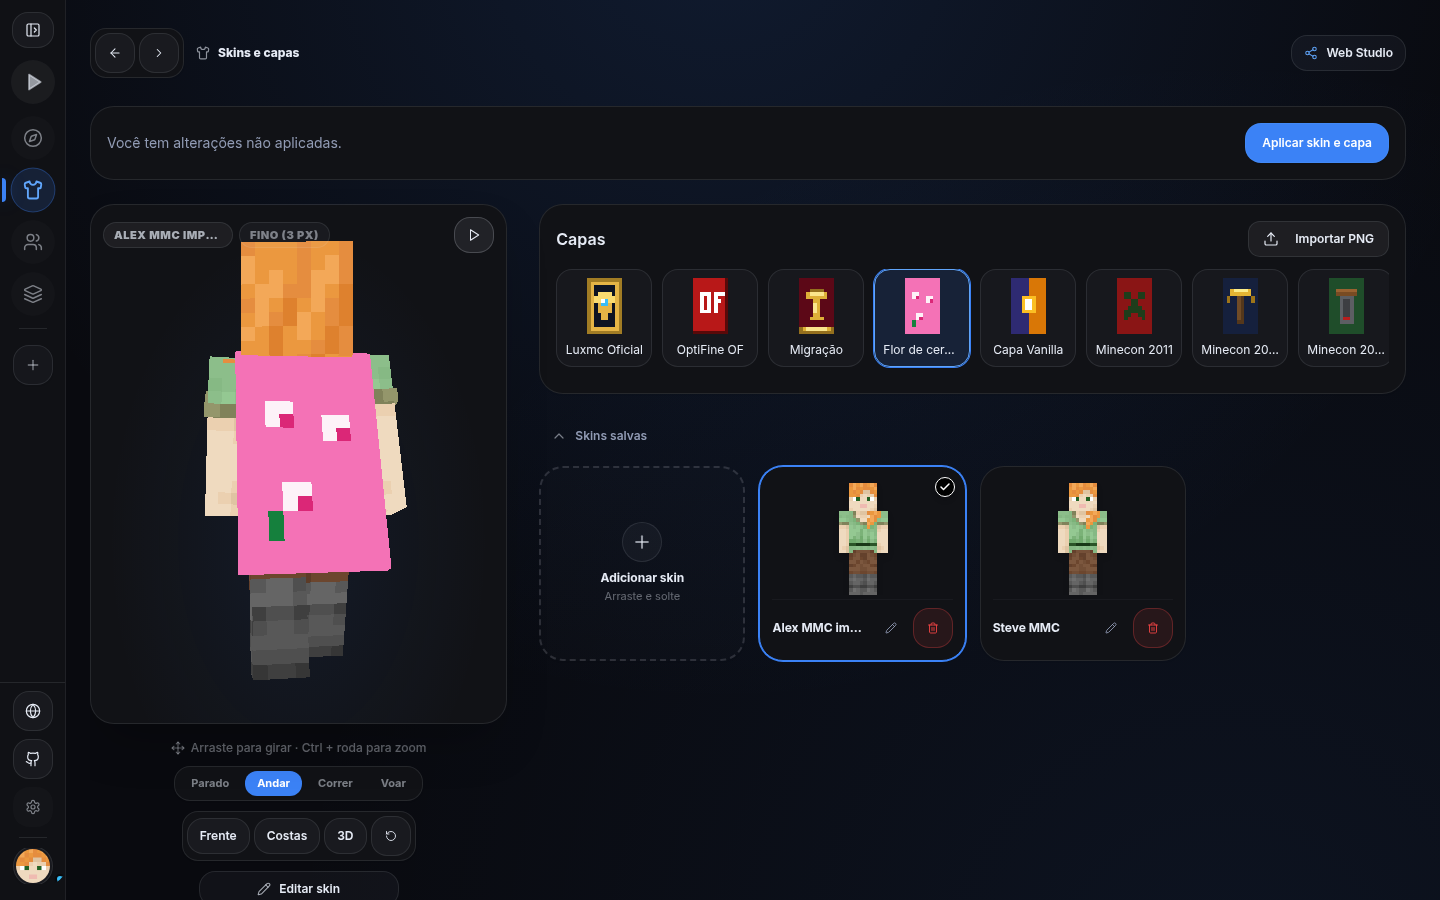 Skins e capas
Web Studio
Você tem alterações não aplicadas.
Aplicar skin e capa
ALEX MMC IMP...
FINO (3 PX)
Capas
Importar PNG
Luxmc Oficial
OptiFine OF
Migração
Flor de cer...
Capa Vanilla
Minecon 2011
Minecon 20...
Minecon 20...
Skins salvas
Adicionar skin
Arraste e solte
Alex MMC im...
Steve MMC
Arraste para girar · Ctrl + roda para zoom
Parado
Andar
Correr
Voar
Frente
Costas
3D
Editar skin